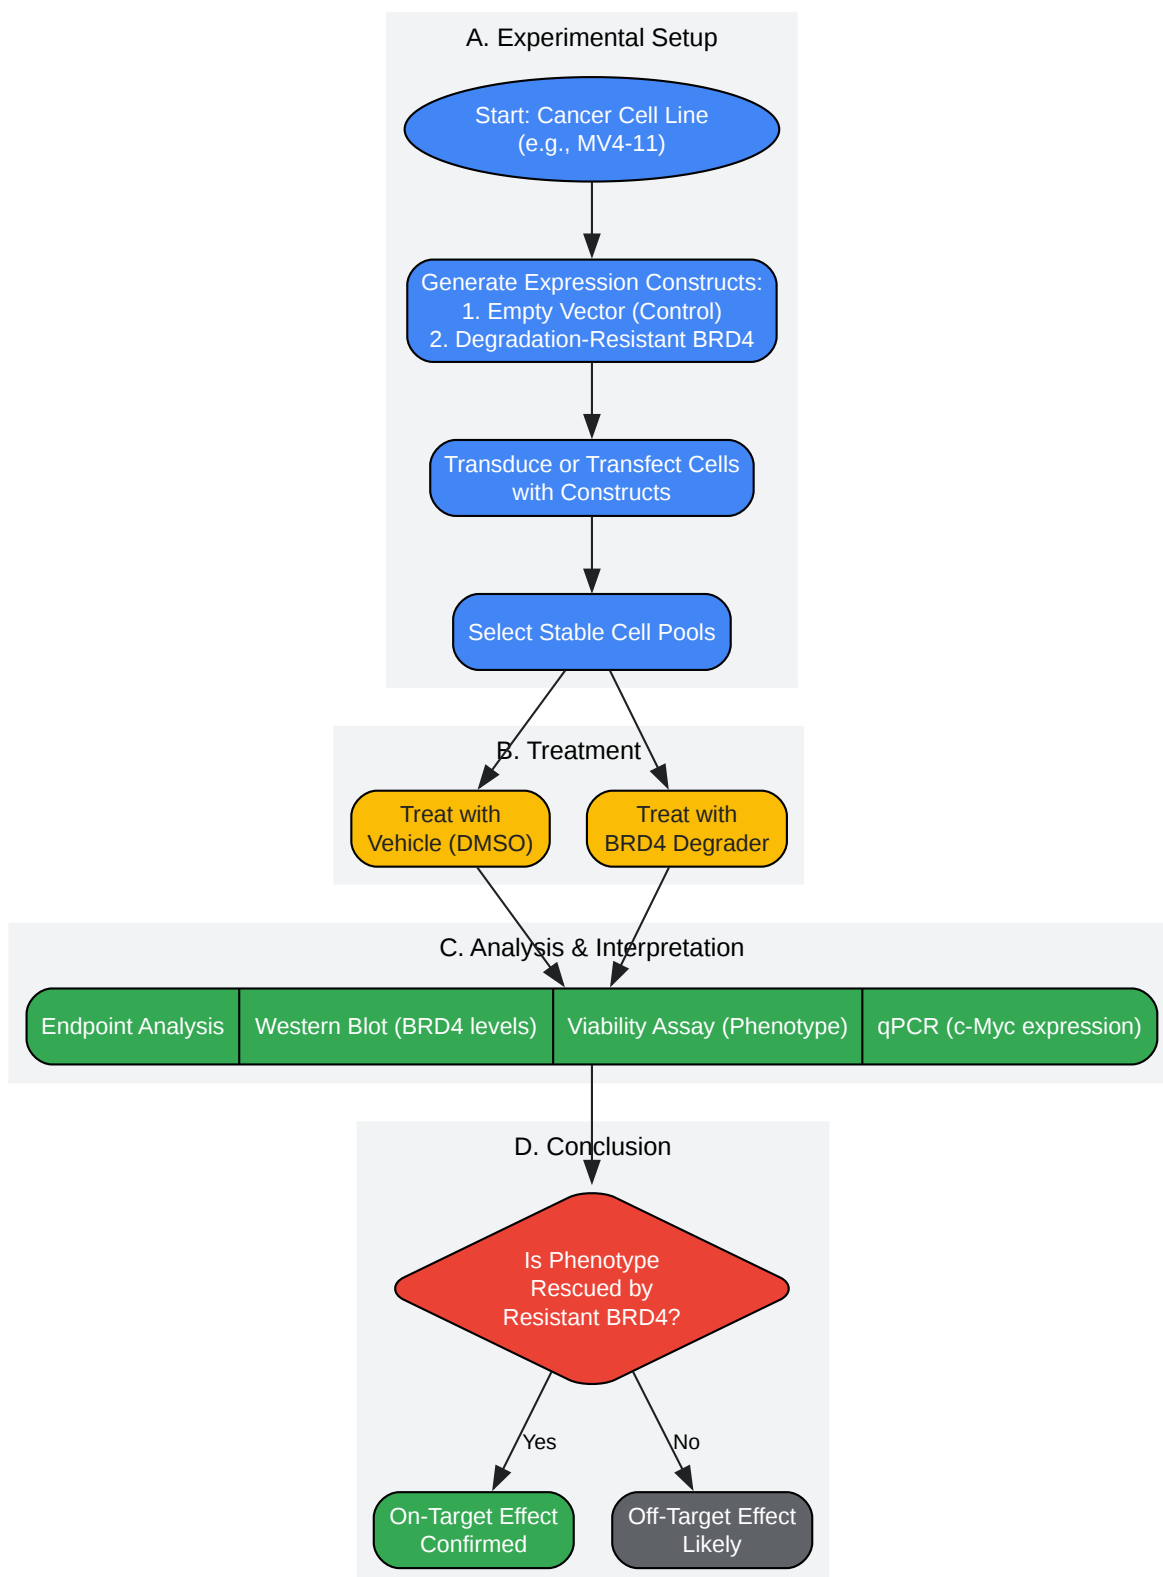 A. Experimental Setup
Start: Cancer Cell Line
(e.g., MV4-11)
Generate Expression Constructs:
1. Empty Vector (Control)
2. Degradation-Resistant BRD4
Transduce or Transfect Cells
with Constructs
Select Stable Cell Pools
B. Treatment
Treat with
Vehicle (DMSO)
Treat with
BRD4 Degrader
C. Analysis & Interpretation
Endpoint Analysis
Western Blot (BRD4 levels)
Viability Assay (Phenotype)
qPCR (c-Myc expression)
D. Conclusion
Is Phenotype
Rescued by
Resistant BRD4?
Yes
No
On-Target Effect
Confirmed
Off-Target Effect
Likely